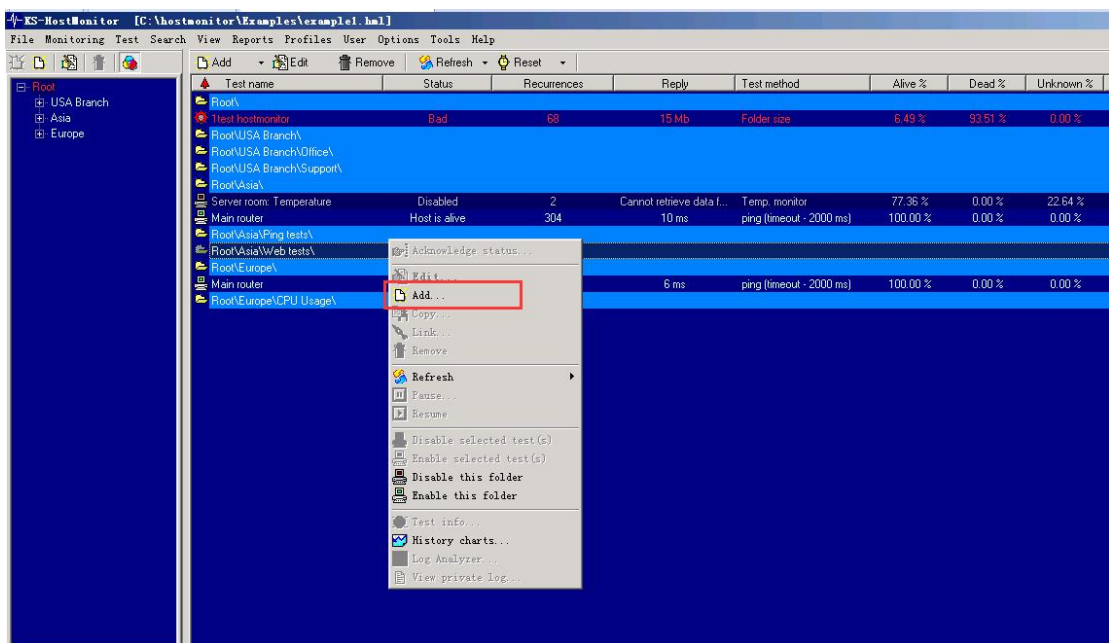 KS-HostMonitor [C:\hostmonitor\Examples\example1.hml]
File Monitoring Test Search View Reports Profiles User Options Tools Help
Add Edit Remove Refresh Reset
Root
USA Branch
Asia
Europe
Test name Status Recurrences Reply Test method Alive % Dead % Unknown %
Root\
1test hostmonitor Bad 68 15 Mb Folder size 6.49 % 93.51 % 0.00 %
Root\USA Branch\
Root\USA Branch\Office\
Root\USA Branch\Support\
Root\Asia\
Server room: Temperature Disabled 2 Cannot retrieve data f... Temp. monitor 77.36 % 0.00 % 22.64 %
Main router Host is alive 304 10 ms ping (timeout - 2000 ms) 100.00 % 0.00 % 0.00 %
Root\Asia\Ping tests\
Root\Asia\Web tests\
Root\Europe\
Main router 6 ms ping (timeout - 2000 ms) 100.00 % 0.00 % 0.00 %
Root\Europe\CPU Usage\
Acknowledge status...
Edit...
Add...
Copy...
Link...
Remove
Refresh
Pause...
Resume
Disable selected test(s)
Enable selected test(s)
Disable this folder
Enable this folder
Test info...
History charts...
Log Analyzer...
View private log...